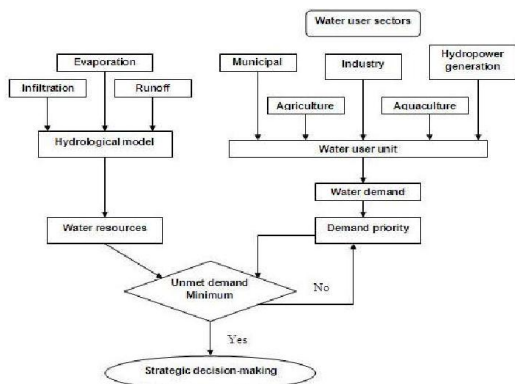 Water user sectors
Evaporation
Infiltration
Runoff
Hydrological model
Water resources
Municipal
Industry
Hydropower
generation
Agriculture
Aquaculture
Water user unit
Water demand
Demand priority
Unmet demand
Minimum
No
Yes
Strategic decision-making